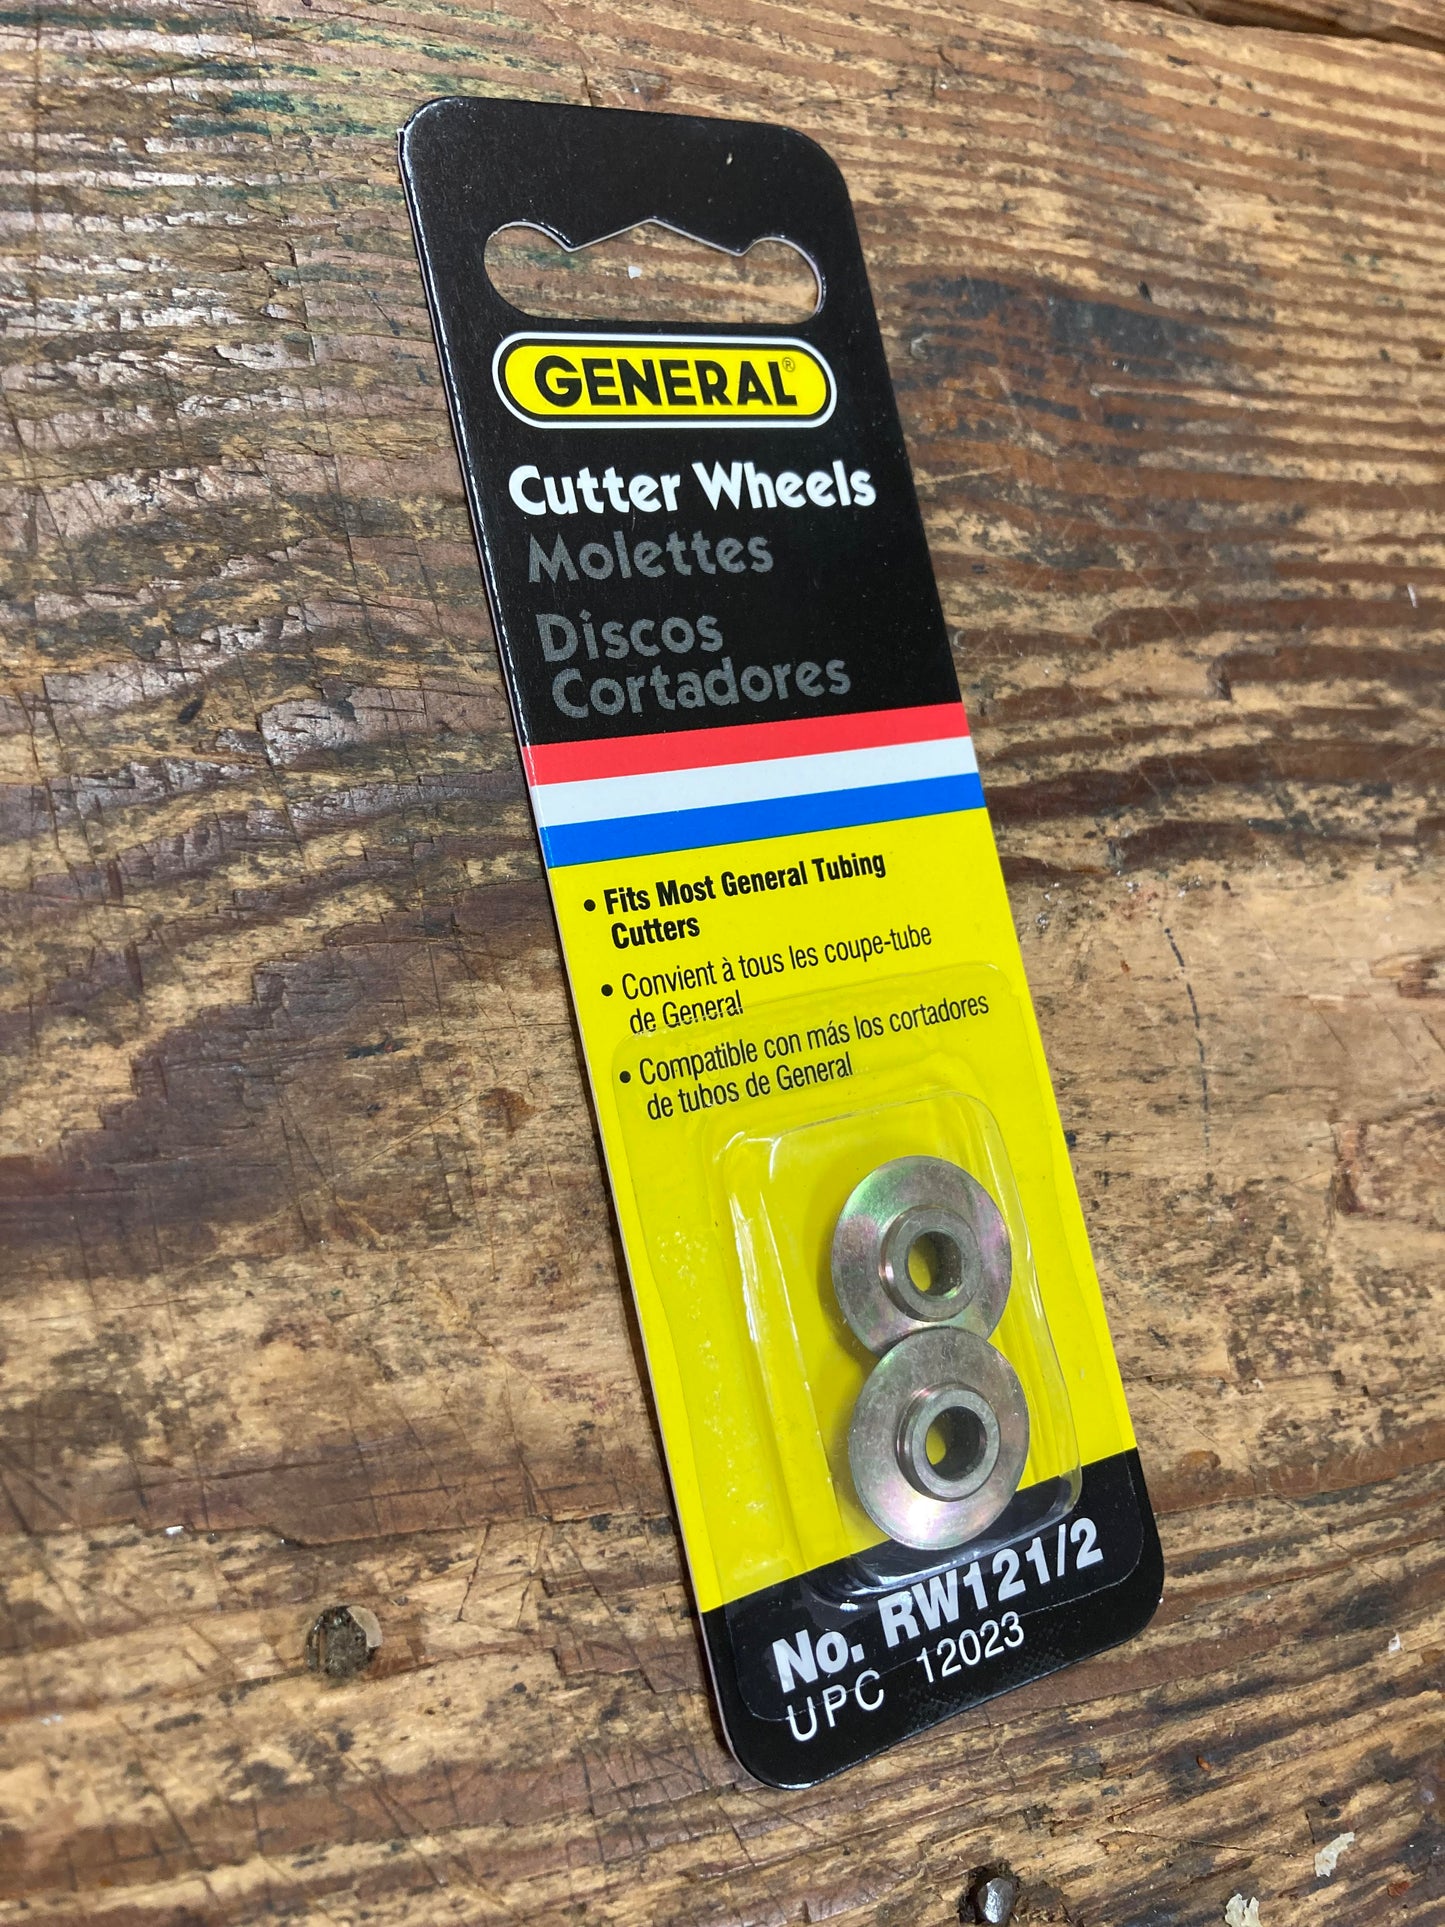 GENERAL®
Cutter Wheels
Molettes
Discos
Cortadores
• Fits Most General Tubing
Cutters
• Convient à tous les coupe-tube
de General
• Compatible con más los cortadores
de tubos de General
No. RW121/2
UPC 12023